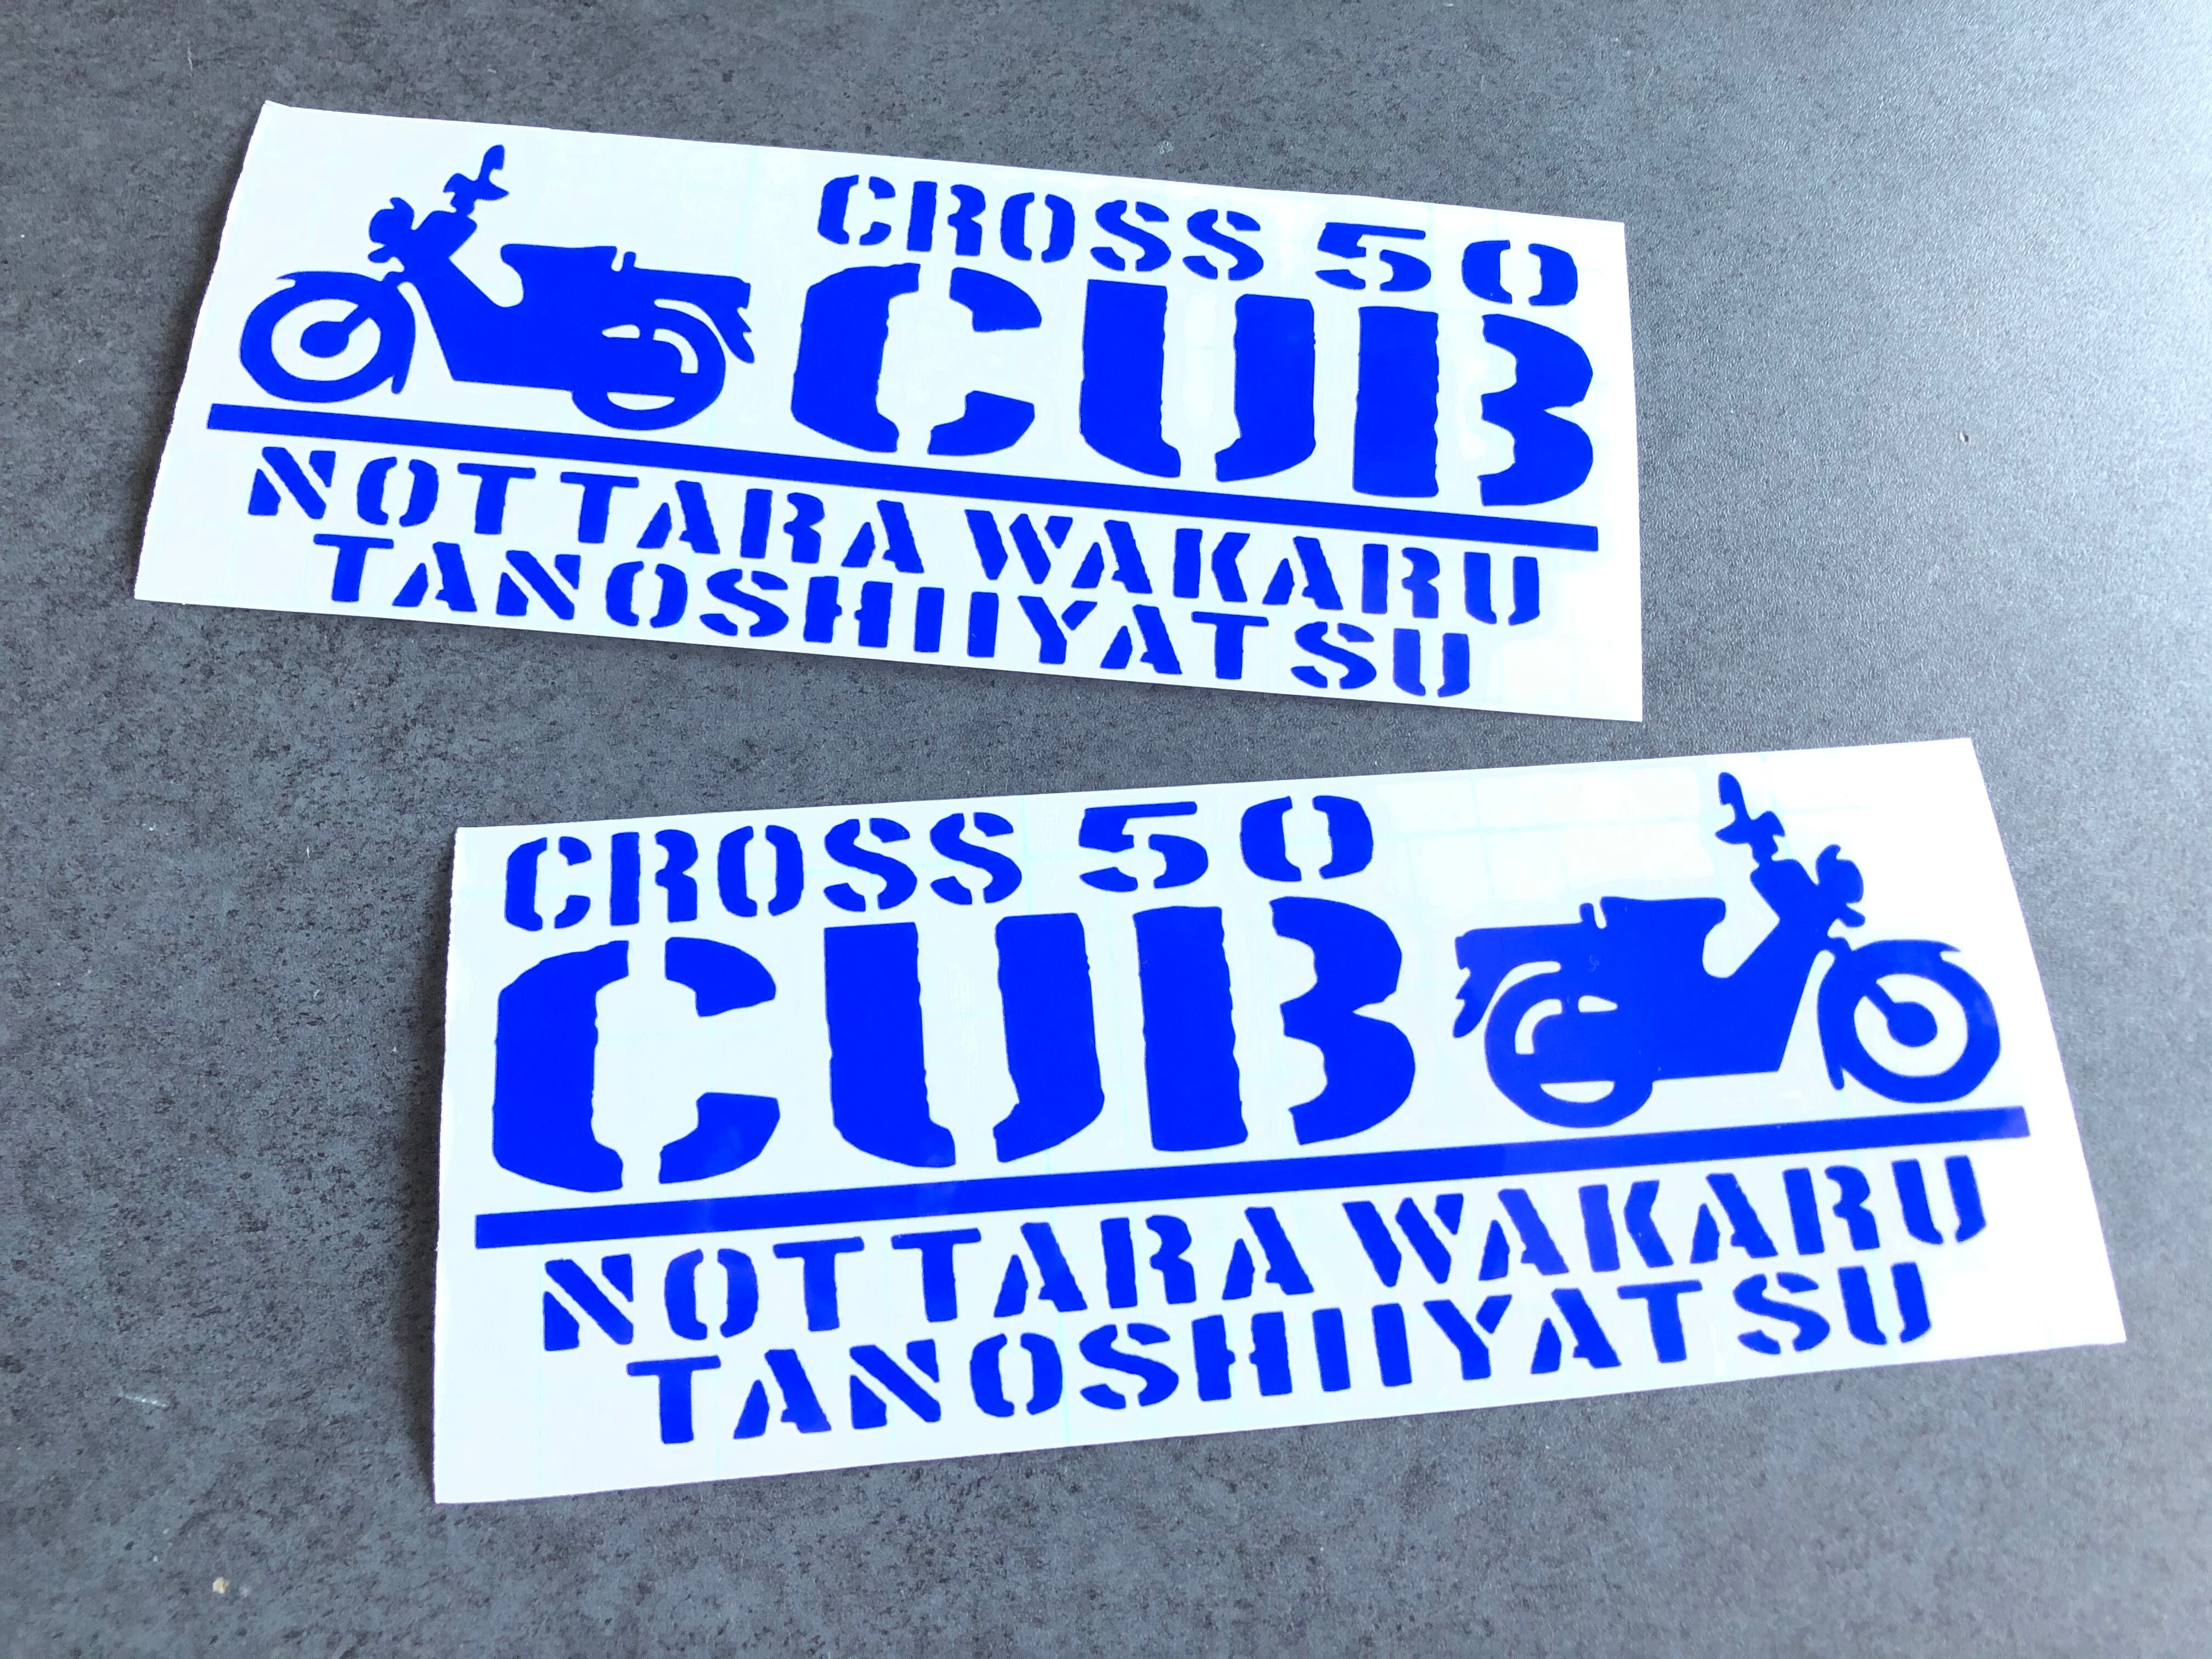 CROSS 50
CUB
NOTTARA WAKARU
TANOSHIIYATSU
CROSS 50
CUB
NOTTARA WAKARU
TANOSHIIYATSU